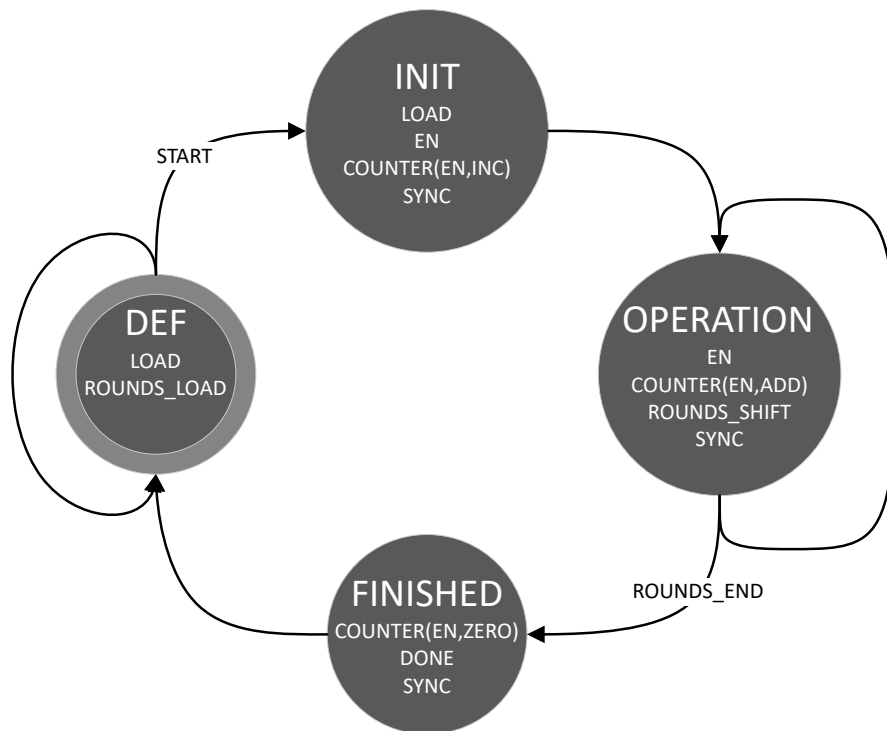 INIT
LOAD
EN
COUNTER(EN,INC)
SYNC
START
DEF
LOAD
ROUNDS_LOAD
OPERATION
EN
COUNTER(EN,ADD)
ROUNDS_SHIFT
SYNC
ROUNDS_END
FINISHED
COUNTER(EN,ZERO)
DONE
SYNC